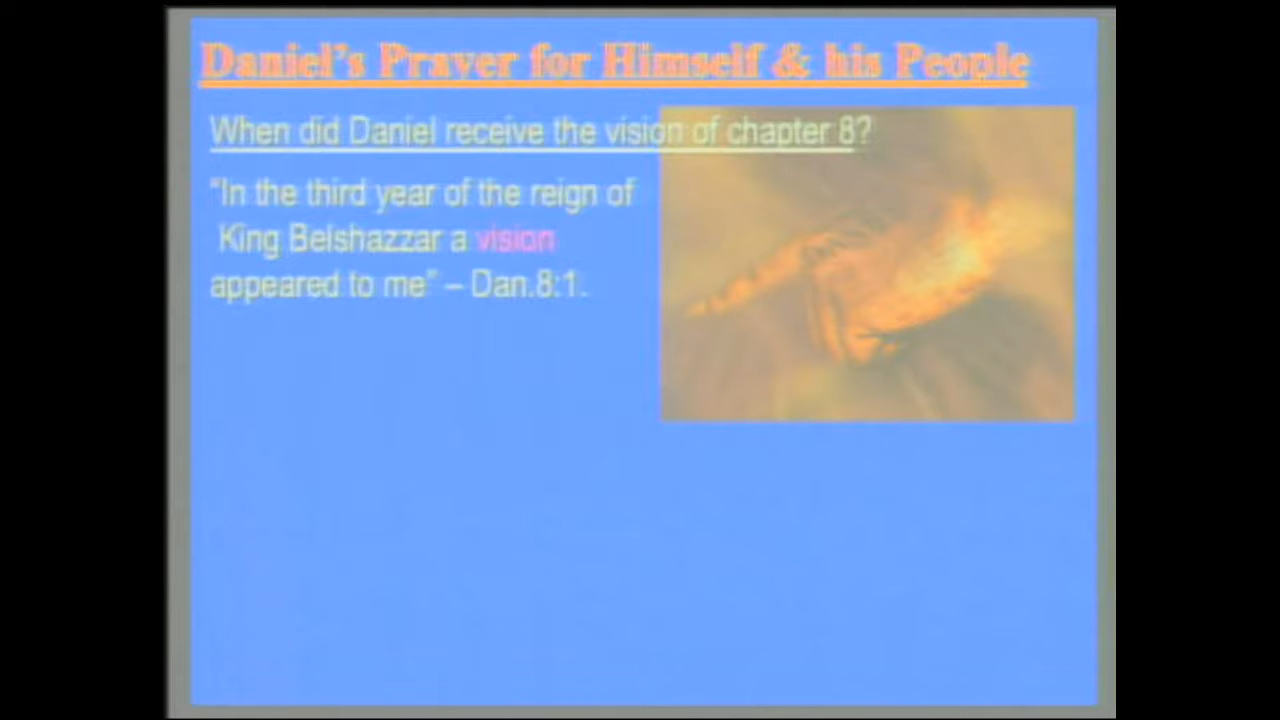 Daniel's Prayer for Himself & his People
When did Daniel receive the vision of chapter 8?
"In the third year of the reign of
King Belshazzar a vision
appeared to me" – Dan.8:1.